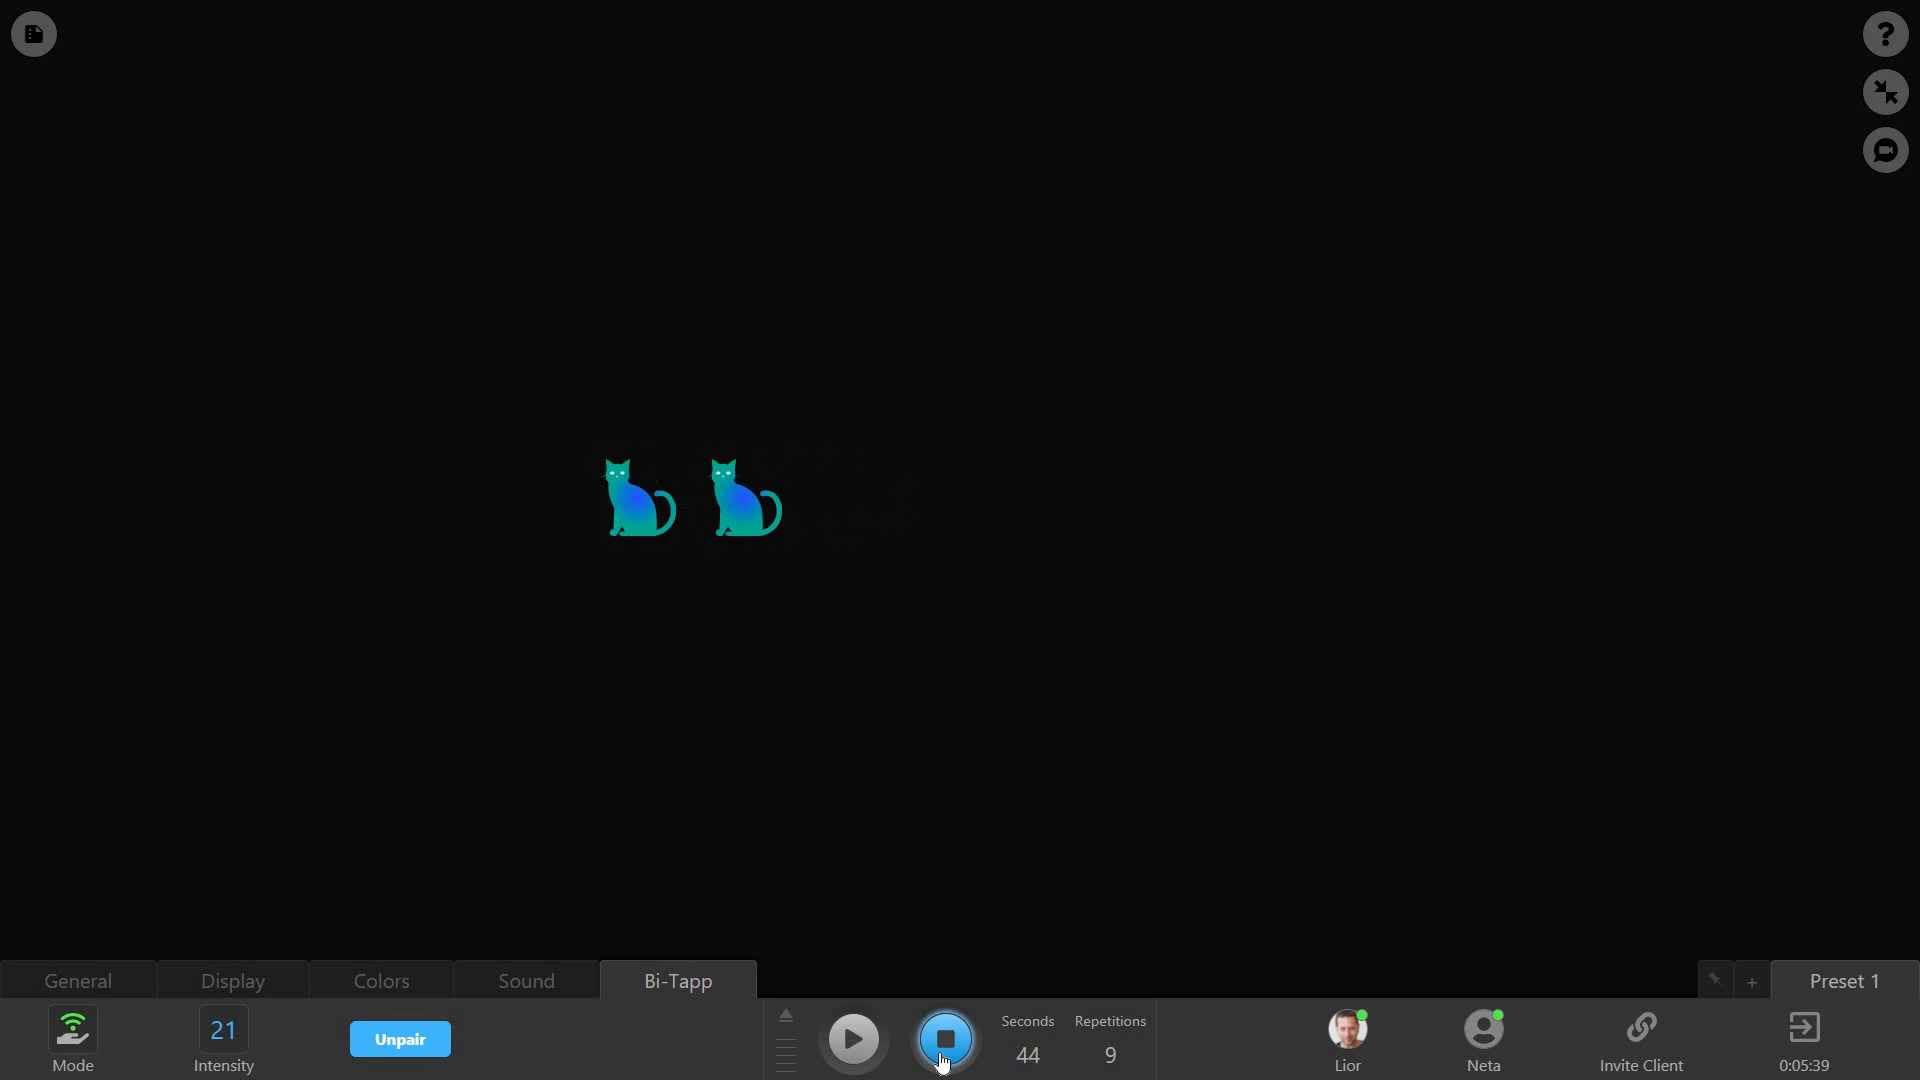 General
Display
Colors
Sound
Bi-Tapp
+
Preset 1
21
Unpair
Mode
Intensity
Seconds
Repetitions
44
9
Lior
Neta
Invite Client
0:05:39